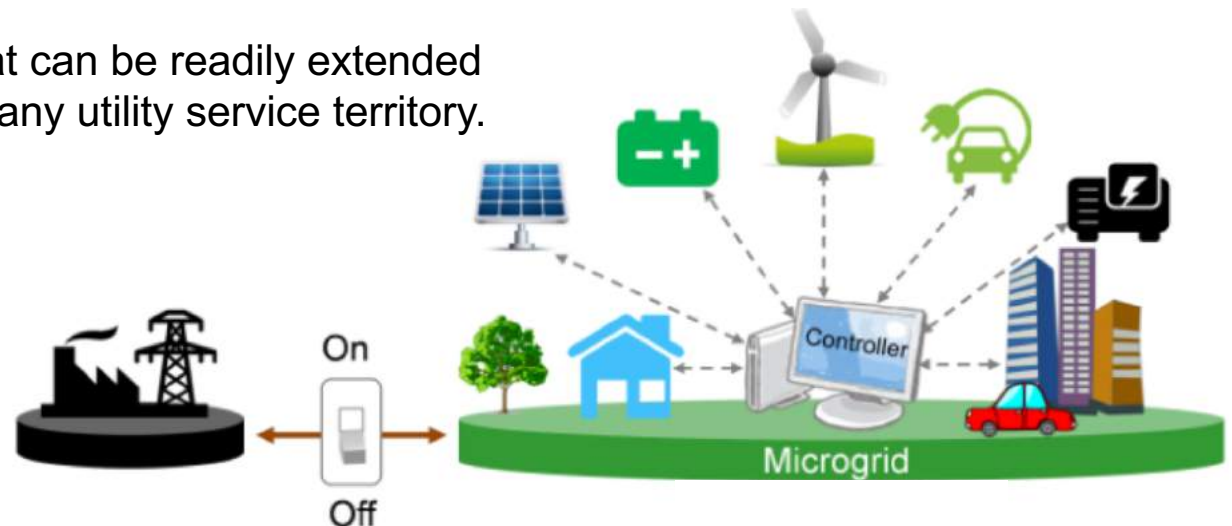 at can be readily extended
any utility service territory.
Controller
On
Microgrid
Off